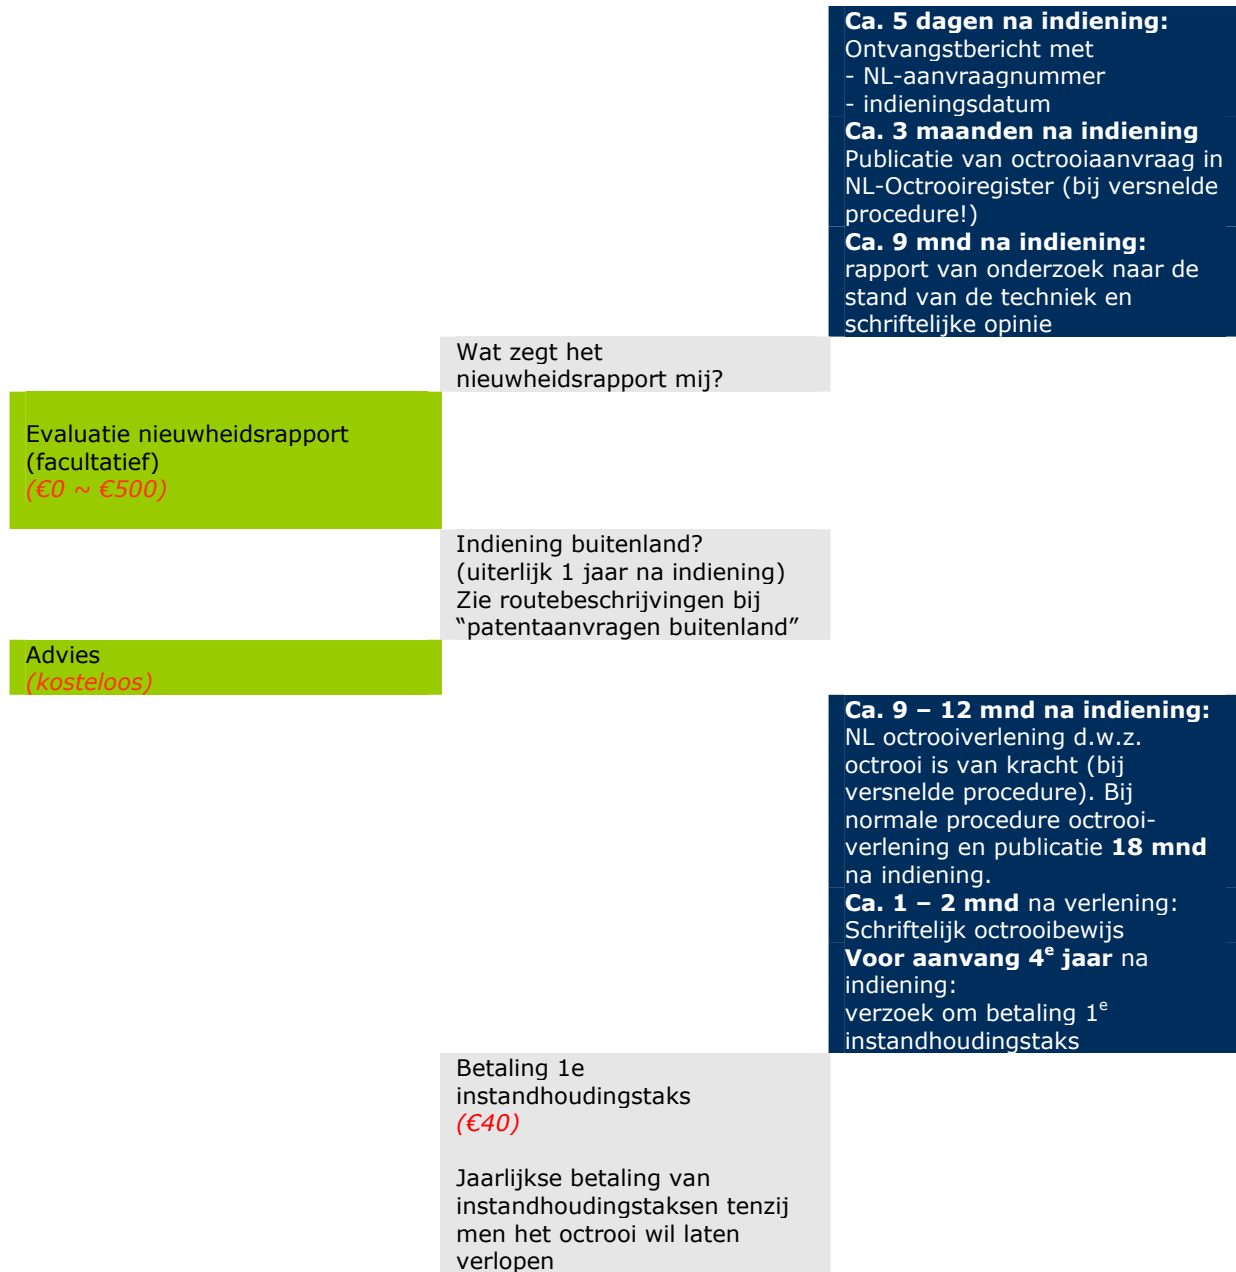 Ca. 5 dagen na indiening:
Ontvangstbericht met
- NL-aanvraagnummer
- indieningsdatum
Ca. 3 maanden na indiening
Publicatie van octrooiaanvraag in
NL-Octrooiregister (bij versnelde
procedure!)
Ca. 9 mnd na indiening:
rapport van onderzoek naar de
stand van de techniek en
schriftelijke opinie
Wat zegt het
nieuwheidsrapport mij?
Evaluatie nieuwheidsrapport
(facultatief)
(€0 ~ €500)
Indiening buitenland?
(uiterlijk 1 jaar na indiening)
Zie routebeschrijvingen bij
“patentaanvragen buitenland”
Advies
(kosteloos)
Ca. 9 – 12 mnd na indiening:
NL octrooiverlening d.w.z.
octrooi is van kracht (bij
versnelde procedure). Bij
normale procedure octrooi-
verlening en publicatie 18 mnd
na indiening.
Ca. 1 – 2 mnd na verlening:
Schriftelijk octrooibewijs
Voor aanvang 4e jaar na
indiening:
verzoek om betaling 1e
instandhoudingstaks
Betaling 1e
instandhoudingstaks
(€40)
Jaarlijkse betaling van
instandhoudingstaksen tenzij
men het octrooi wil laten
verlopen